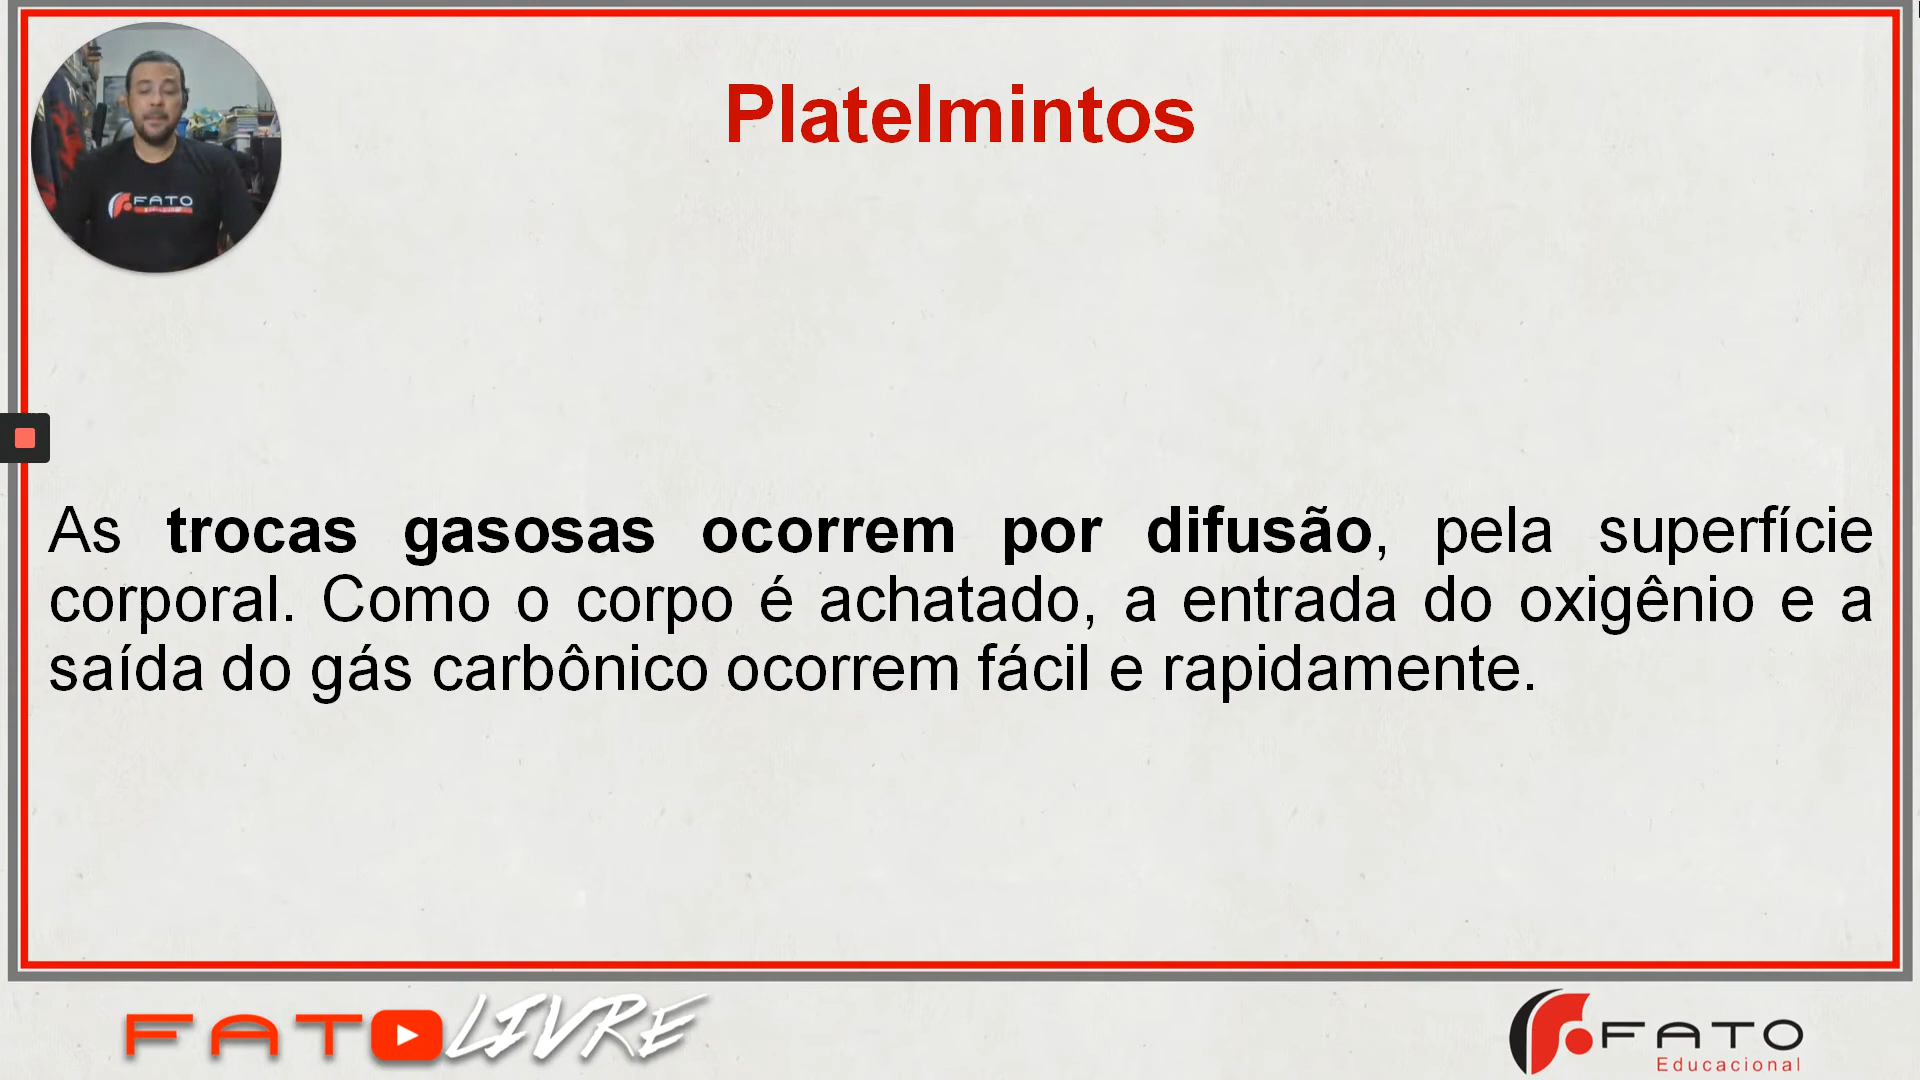 Platelmintos
FATO
As trocas gasosas ocorrem por difusão, pela superfície
corporal. Como o corpo é achatado, a entrada do oxigênio e a
saída do gás carbônico ocorrem fácil e rapidamente.
FATO LIVRE
FATO
Educacional